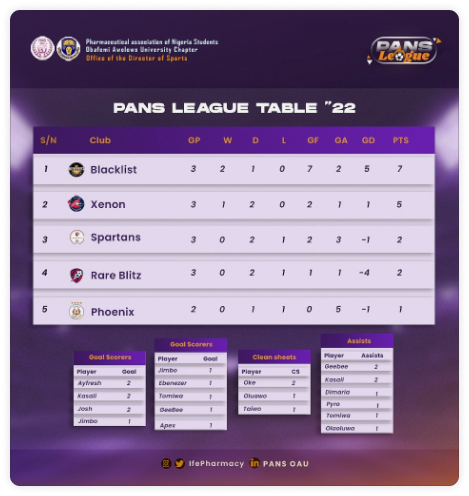 Pharmaceutical association of Nigeria Students
Obafemi Awolowo University Chapter
Office of the Director of Sports
PANS
League
PANS LEAGUE TABLE "22
S/N Club GP W D L GF GA GD PTS
1 Blacklist 3 2 1 0 7 2 5 7
2 Xenon 3 1 2 0 2 1 1 5
3 Spartans 3 0 2 1 2 3 -1 2
4 Rare Blitz 3 0 2 1 1 1 -4 2
5 Phoenix 2 0 1 1 0 5 -1 1
Goal Scorers
Player Goal
Ayfresh 2
Kasali 2
Josh 2
Jimbo 1
Goal Scorers
Player Goal
Jimbo 1
Ebenezer 1
Tomiwa 1
GeeBee 1
Apex 1
Clean sheets
Player CS
Oke 2
Oluawo 1
Taiwo 1
Assists
Player Assists
Geebee 2
Kasali 2
Dimaria 1
Pyro 1
Tomiwa 1
Olaoluwa 1
IfePharmacy in PANS OAU